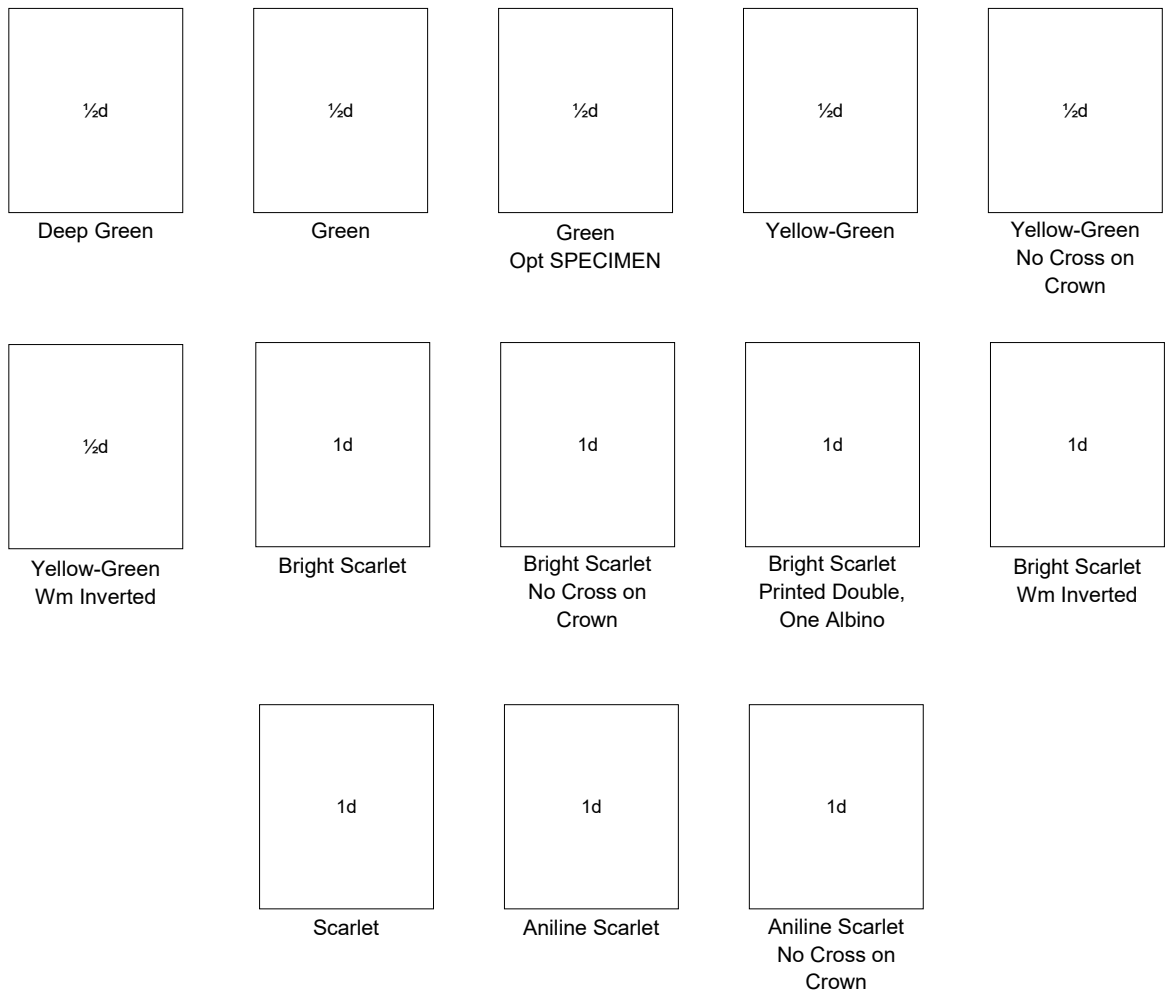 ½d
½d
½d
½d
½d
Deep Green
Green
Green
Opt SPECIMEN
Yellow-Green
Yellow-Green
No Cross on
Crown
½d
1d
1d
1d
1d
Yellow-Green
Wm Inverted
Bright Scarlet
Bright Scarlet
No Cross on
Crown
Bright Scarlet
Printed Double,
One Albino
Bright Scarlet
Wm Inverted
1d
1d
1d
Scarlet
Aniline Scarlet
Aniline Scarlet
No Cross on
Crown